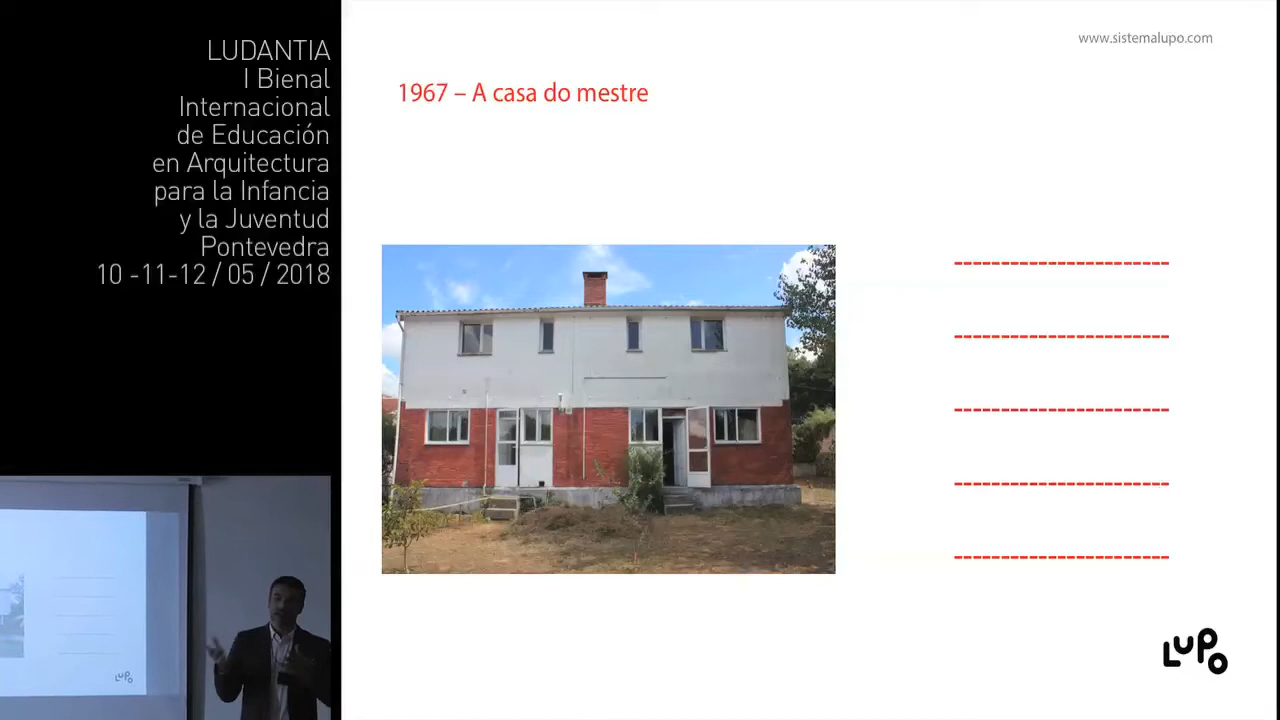 LUDANTIA
I Bienal
Internacional
de Educación
en Arquitectura
para la Infancia
y la Juventud
Pontevedra
10 -11-12 / 05 / 2018
www.sistemalupo.com
1967 – A casa do mestre
LUPO
LUPO